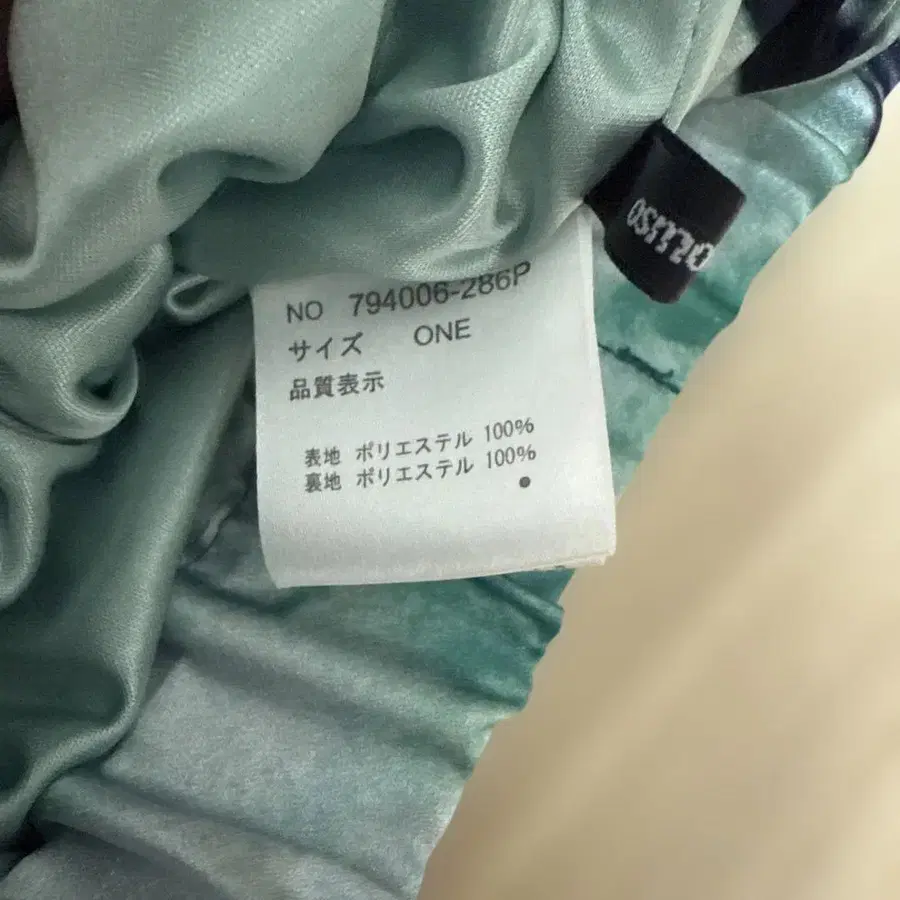 NO 794006-286P
サイズ ONE
品質表示
表地 ポリエステル 100%
裏地 ポリエステル 100%